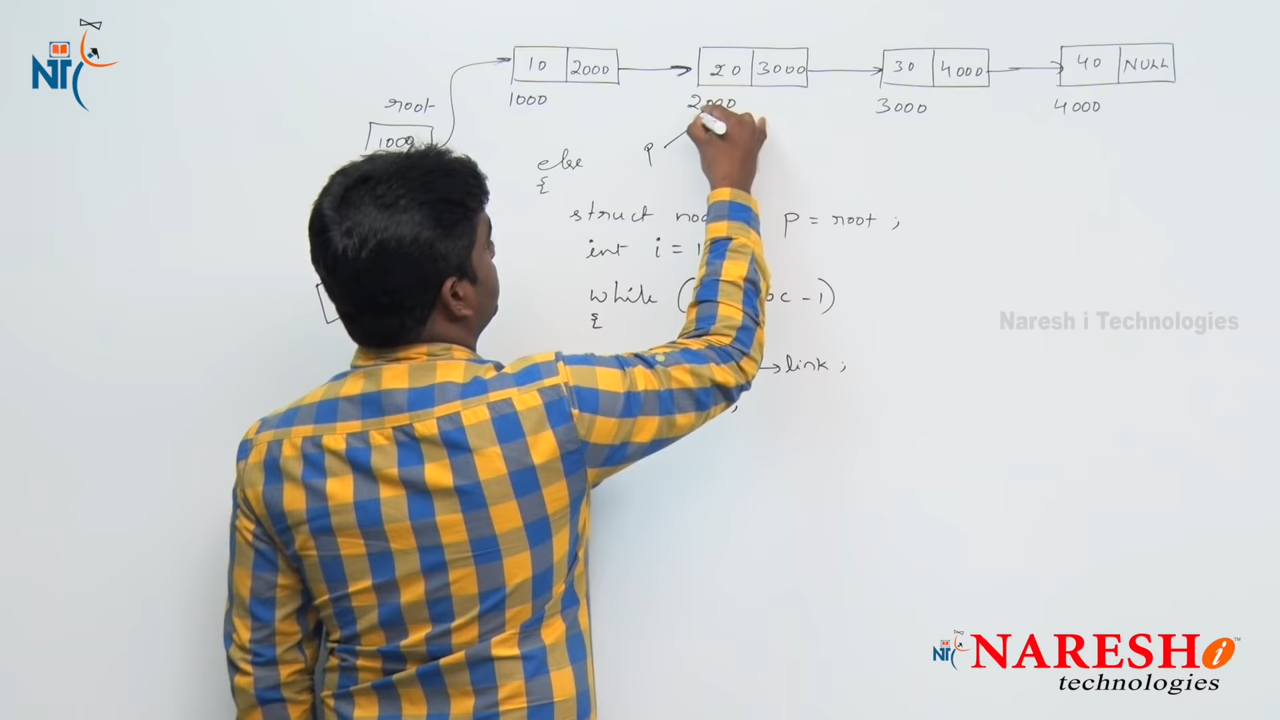 10 2000 20 3000 30 4000 40 NULL
1000 2000 3000 4000
root
1000
else p
{
struct p = root ;
int i =
while ( - 1)
{
→ link ;
;
Naresh i Technologies
NARESH i
technologies